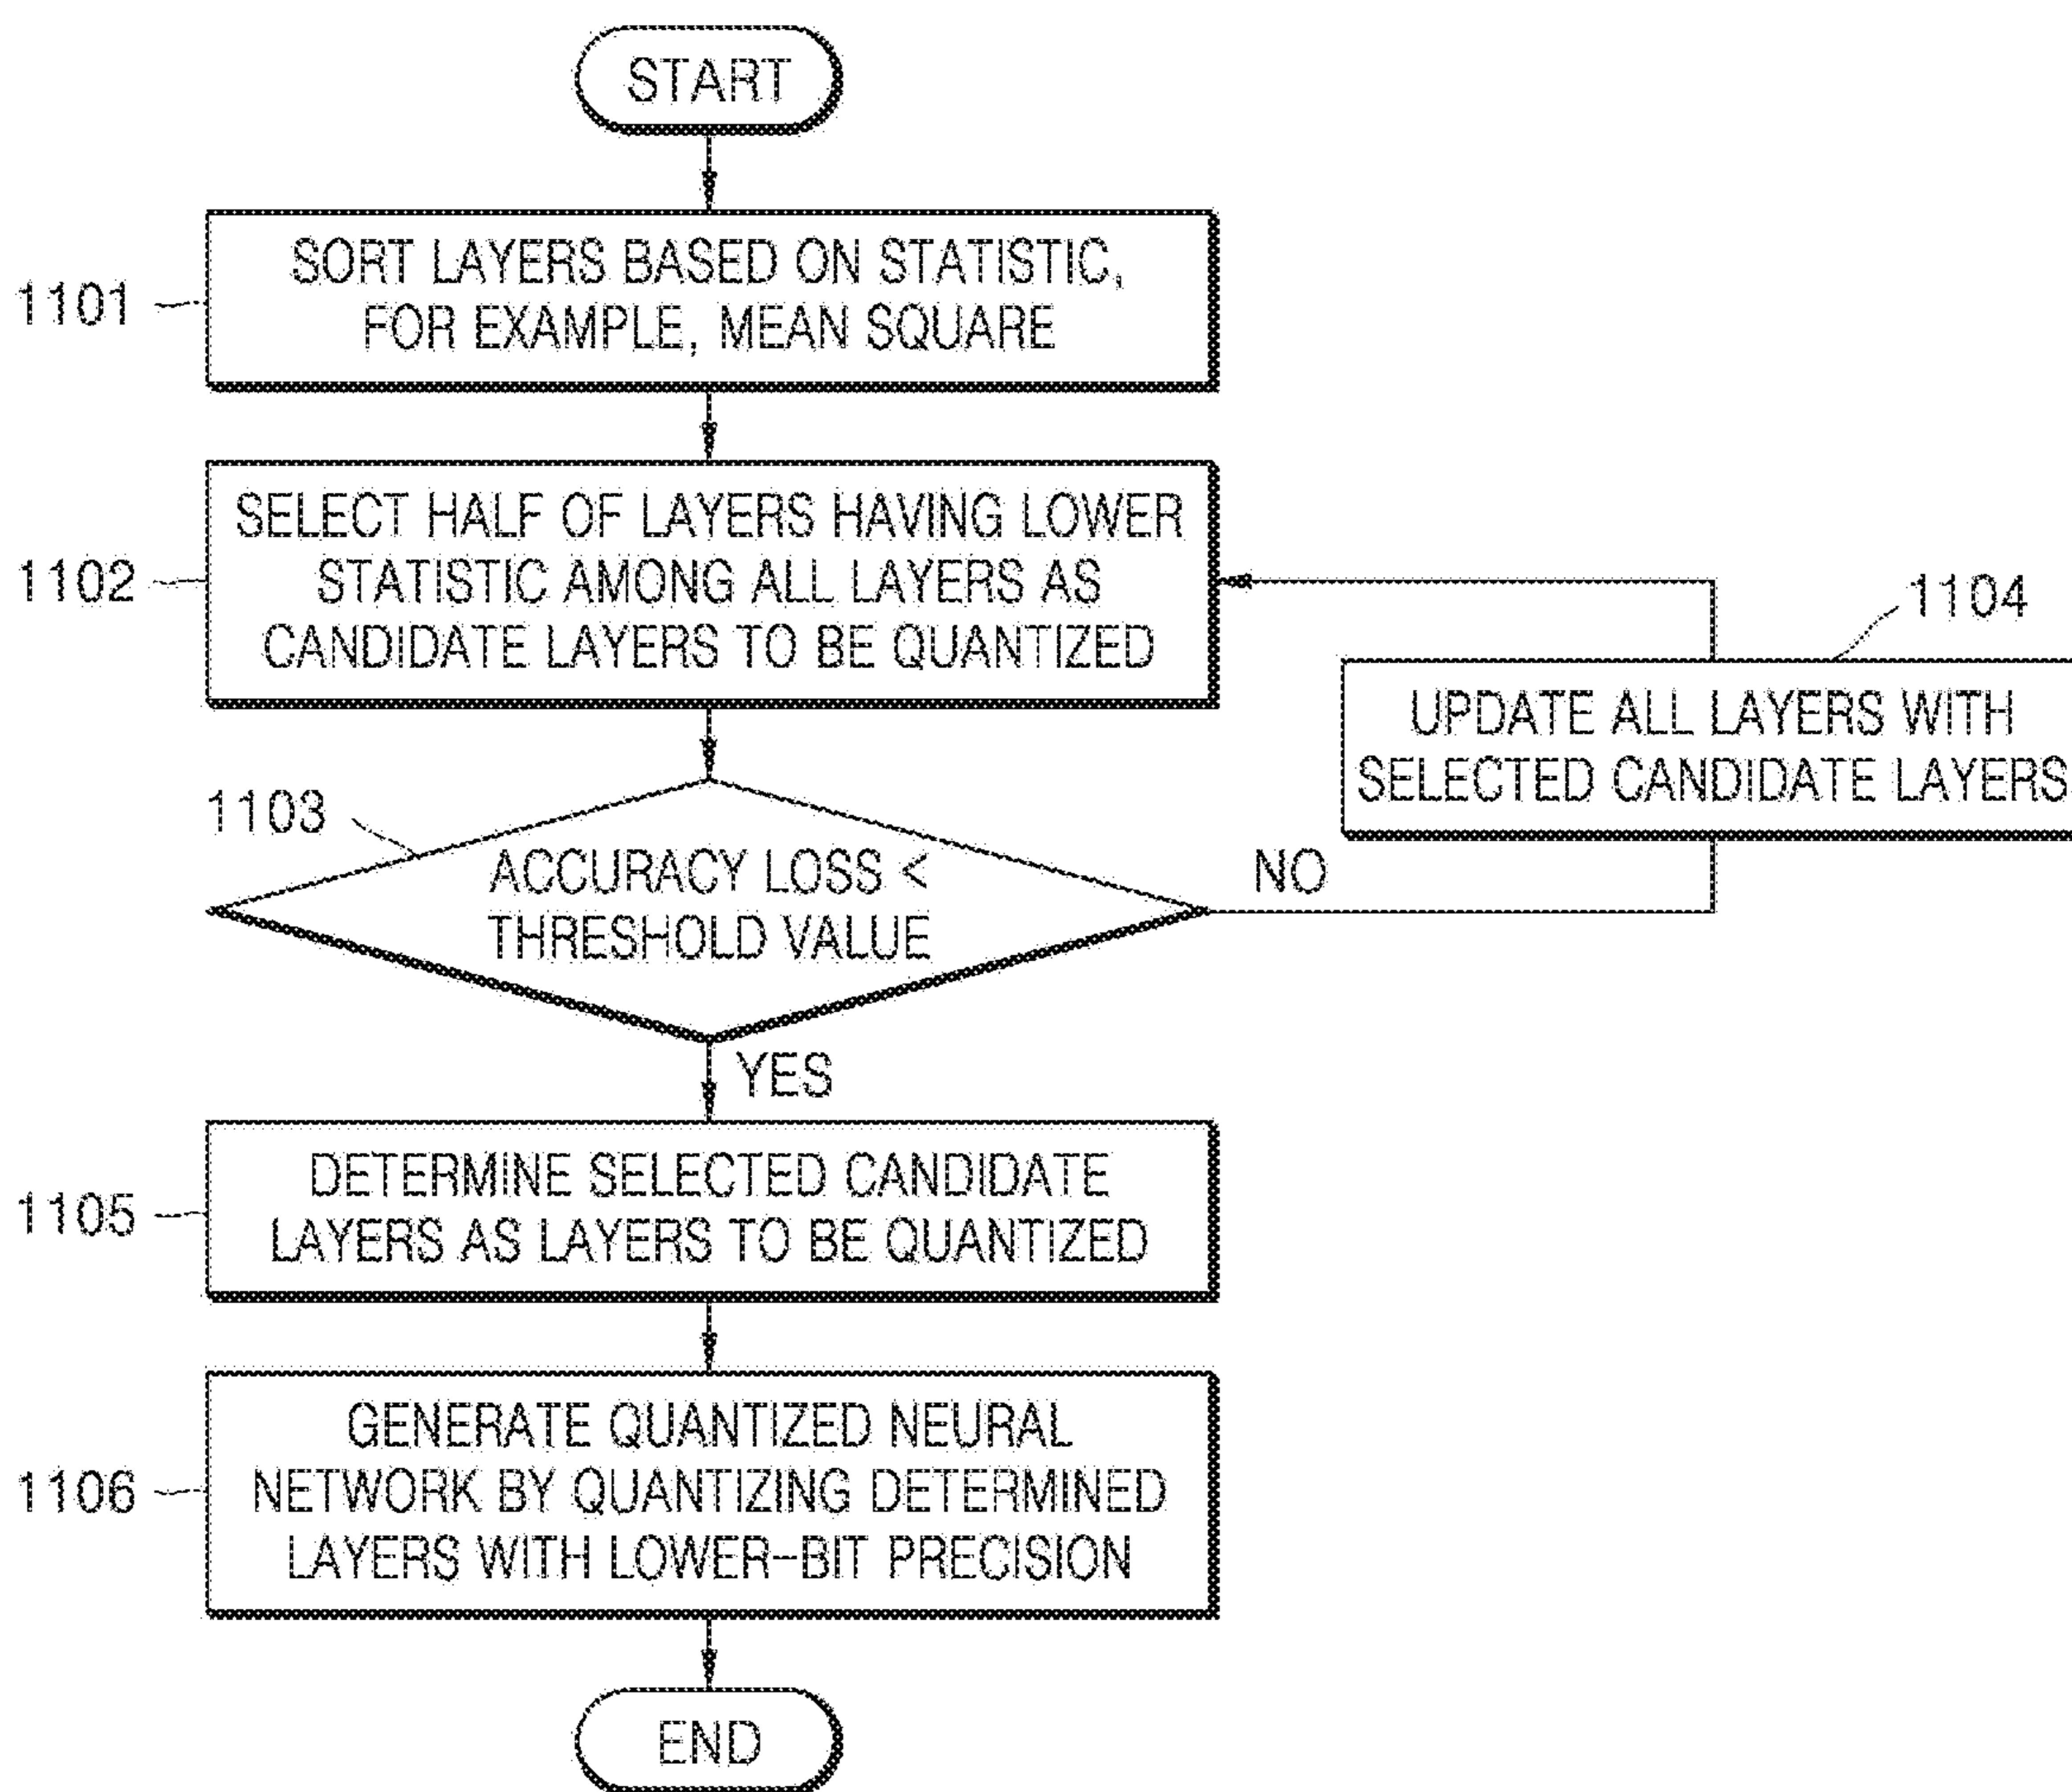 START
1101
SORT LAYERS BASED ON STATISTIC,
FOR EXAMPLE, MEAN SQUARE
1102
SELECT HALF OF LAYERS HAVING LOWER
STATISTIC AMONG ALL LAYERS AS
CANDIDATE LAYERS TO BE QUANTIZED
1104
UPDATE ALL LAYERS WITH
SELECTED CANDIDATE LAYERS
1103
ACCURACY LOSS <
THRESHOLD VALUE
NO
YES
1105
DETERMINE SELECTED CANDIDATE
LAYERS AS LAYERS TO BE QUANTIZED
1106
GENERATE QUANTIZED NEURAL
NETWORK BY QUANTIZING DETERMINED
LAYERS WITH LOWER-BIT PRECISION
END